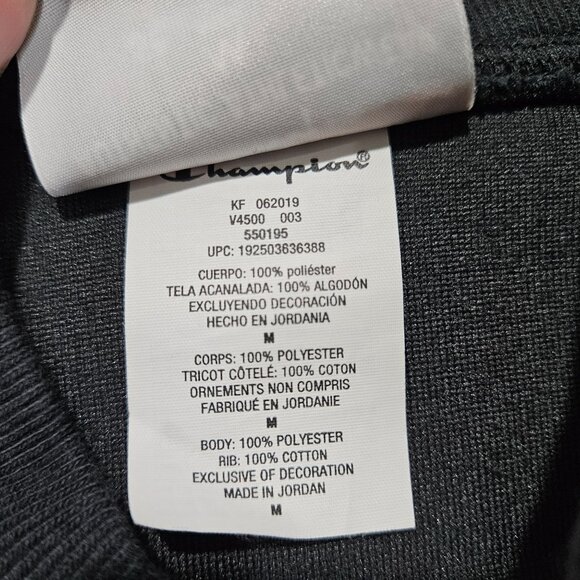 Champion®
KF 062019
V4500 003
550195
UPC: 192503636388
CUERPO: 100% poliéster
TELA ACANALADA: 100% ALGODÓN
EXCLUYENDO DECORACIÓN
HECHO EN JORDANIA
M
CORPS: 100% POLYESTER
TRICOT CÔTELÉ: 100% COTON
ORNEMENTS NON COMPRIS
FABRIQUÉ EN JORDANIE
M
BODY: 100% POLYESTER
RIB: 100% COTTON
EXCLUSIVE OF DECORATION
MADE IN JORDAN
M